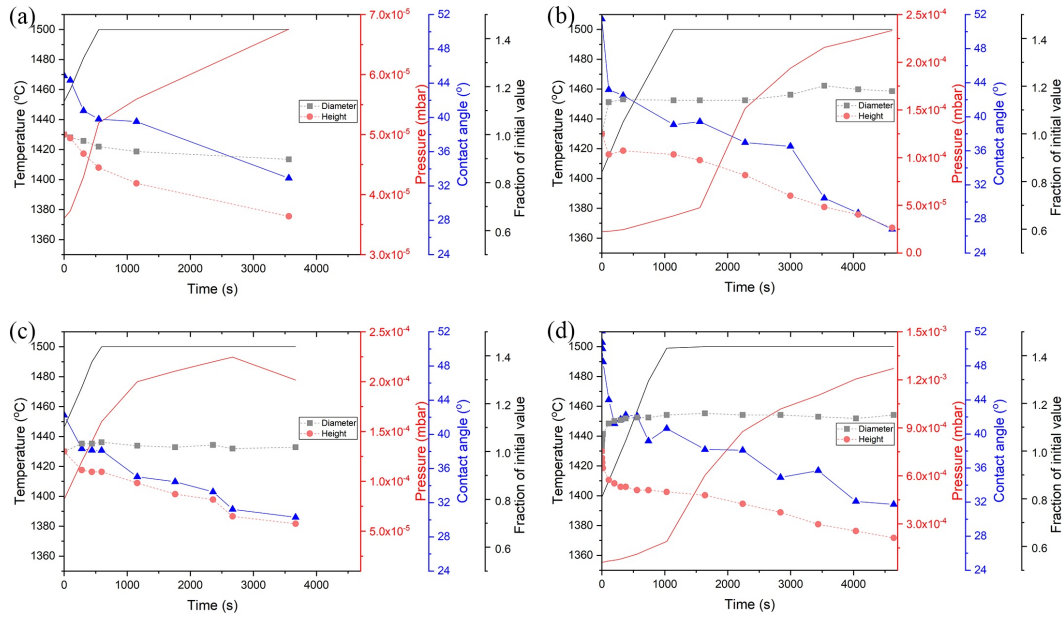 (a)
1500
1480
1460
1440
1420
1400
1380
1360
Temperature (°C)
0 1000 2000 3000 4000
Time (s)
Diameter
Height
7.0x10⁻⁵
6.0x10⁻⁵
5.0x10⁻⁵
4.0x10⁻⁵
3.0x10⁻⁵
Pressure (mbar)
52
48
44
40
36
32
28
24
Contact angle (°)
1.4
1.2
1.0
0.8
0.6
Fraction of initial value
(b)
1500
1480
1460
1440
1420
1400
1380
1360
Temperature (°C)
0 1000 2000 3000 4000
Time (s)
Diameter
Height
2.5x10⁻⁴
2.0x10⁻⁴
1.5x10⁻⁴
1.0x10⁻⁴
5.0x10⁻⁵
0.0
Pressure (mbar)
52
48
44
40
36
32
28
24
Contact angle (°)
1.4
1.2
1.0
0.8
0.6
Fraction of initial value
(c)
1500
1480
1460
1440
1420
1400
1380
1360
Temperature (°C)
0 1000 2000 3000 4000
Time (s)
Diameter
Height
2.5x10⁻⁴
2.0x10⁻⁴
1.5x10⁻⁴
1.0x10⁻⁴
5.0x10⁻⁵
Pressure (mbar)
52
48
44
40
36
32
28
24
Contact angle (°)
1.4
1.2
1.0
0.8
0.6
Fraction of initial value
(d)
1500
1480
1460
1440
1420
1400
1380
1360
Temperature (°C)
0 1000 2000 3000 4000
Time (s)
Diameter
Height
1.5x10⁻³
1.2x10⁻³
9.0x10⁻⁴
6.0x10⁻⁴
3.0x10⁻⁴
Pressure (mbar)
52
48
44
40
36
32
28
24
Contact angle (°)
1.4
1.2
1.0
0.8
0.6
Fraction of initial value